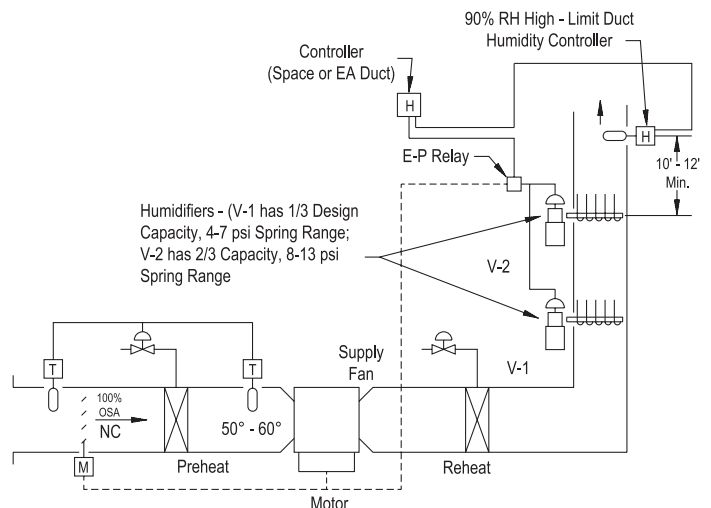 90% RH High - Limit Duct
Humidity Controller
Controller
(Space or EA Duct)
H
H
E-P Relay
10' - 12'
Min.
Humidifiers - (V-1 has 1/3 Design
Capacity, 4-7 psi Spring Range;
V-2 has 2/3 Capacity, 8-13 psi
Spring Range
V-2
V-1
Supply
Fan
T
T
100%
OSA
NC
50° - 60°
M
Preheat
Reheat
Motor